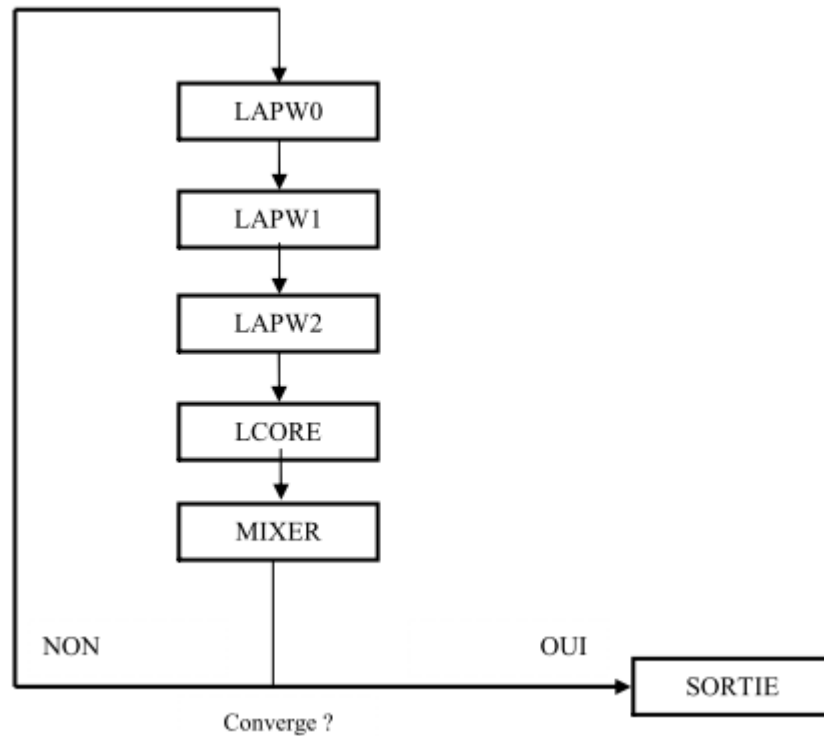 LAPW0
LAPW1
LAPW2
LCORE
MIXER
NON
OUI
SORTIE
Converge ?